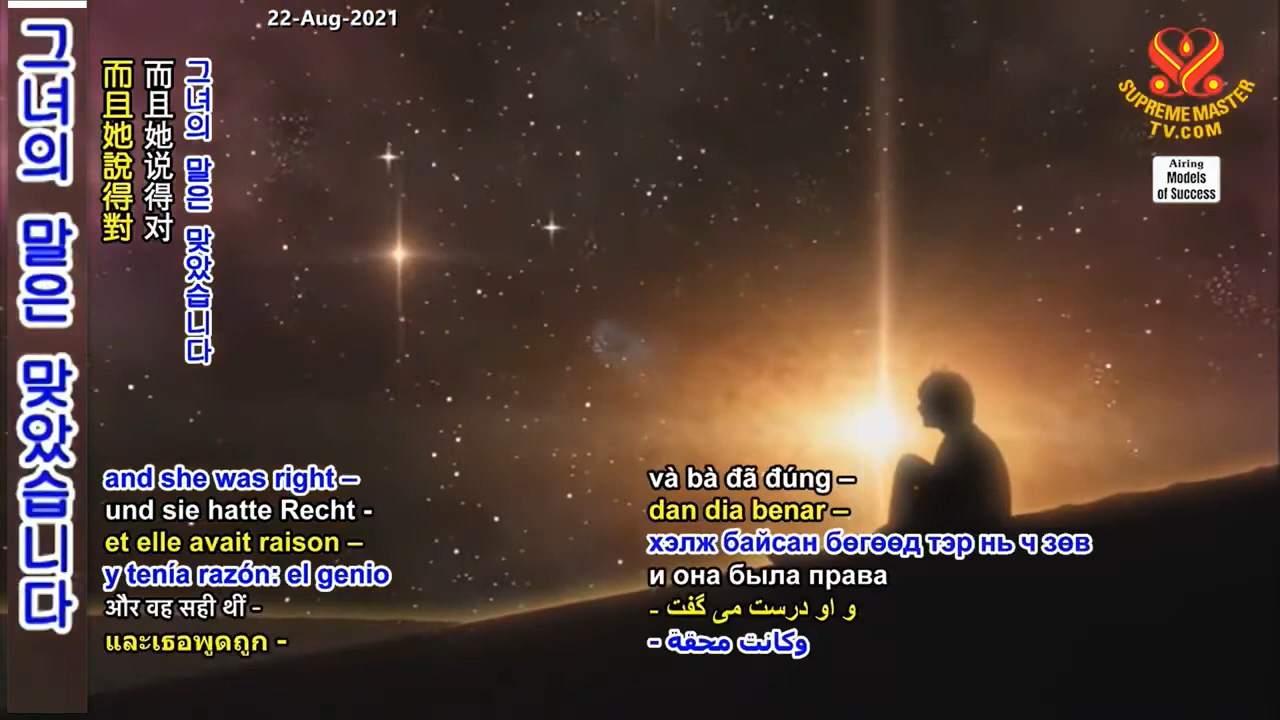 22-Aug-2021
SUPREME MASTER
TV.COM
Airing
Models
of Success
그녀의 말은 맞았습니다
而且她說得對
而且她说得对
그녀의 말은 맞았습니다
and she was right –
und sie hatte Recht -
et elle avait raison –
y tenía razón: el genio
और वह सही थीं -
และเธอพูดถูก -
và bà đã đúng –
dan dia benar –
хэлж байсан бөгөөд тэр нь ч зөв
и она была права
و او درست می گفت -
وكانت محقة -